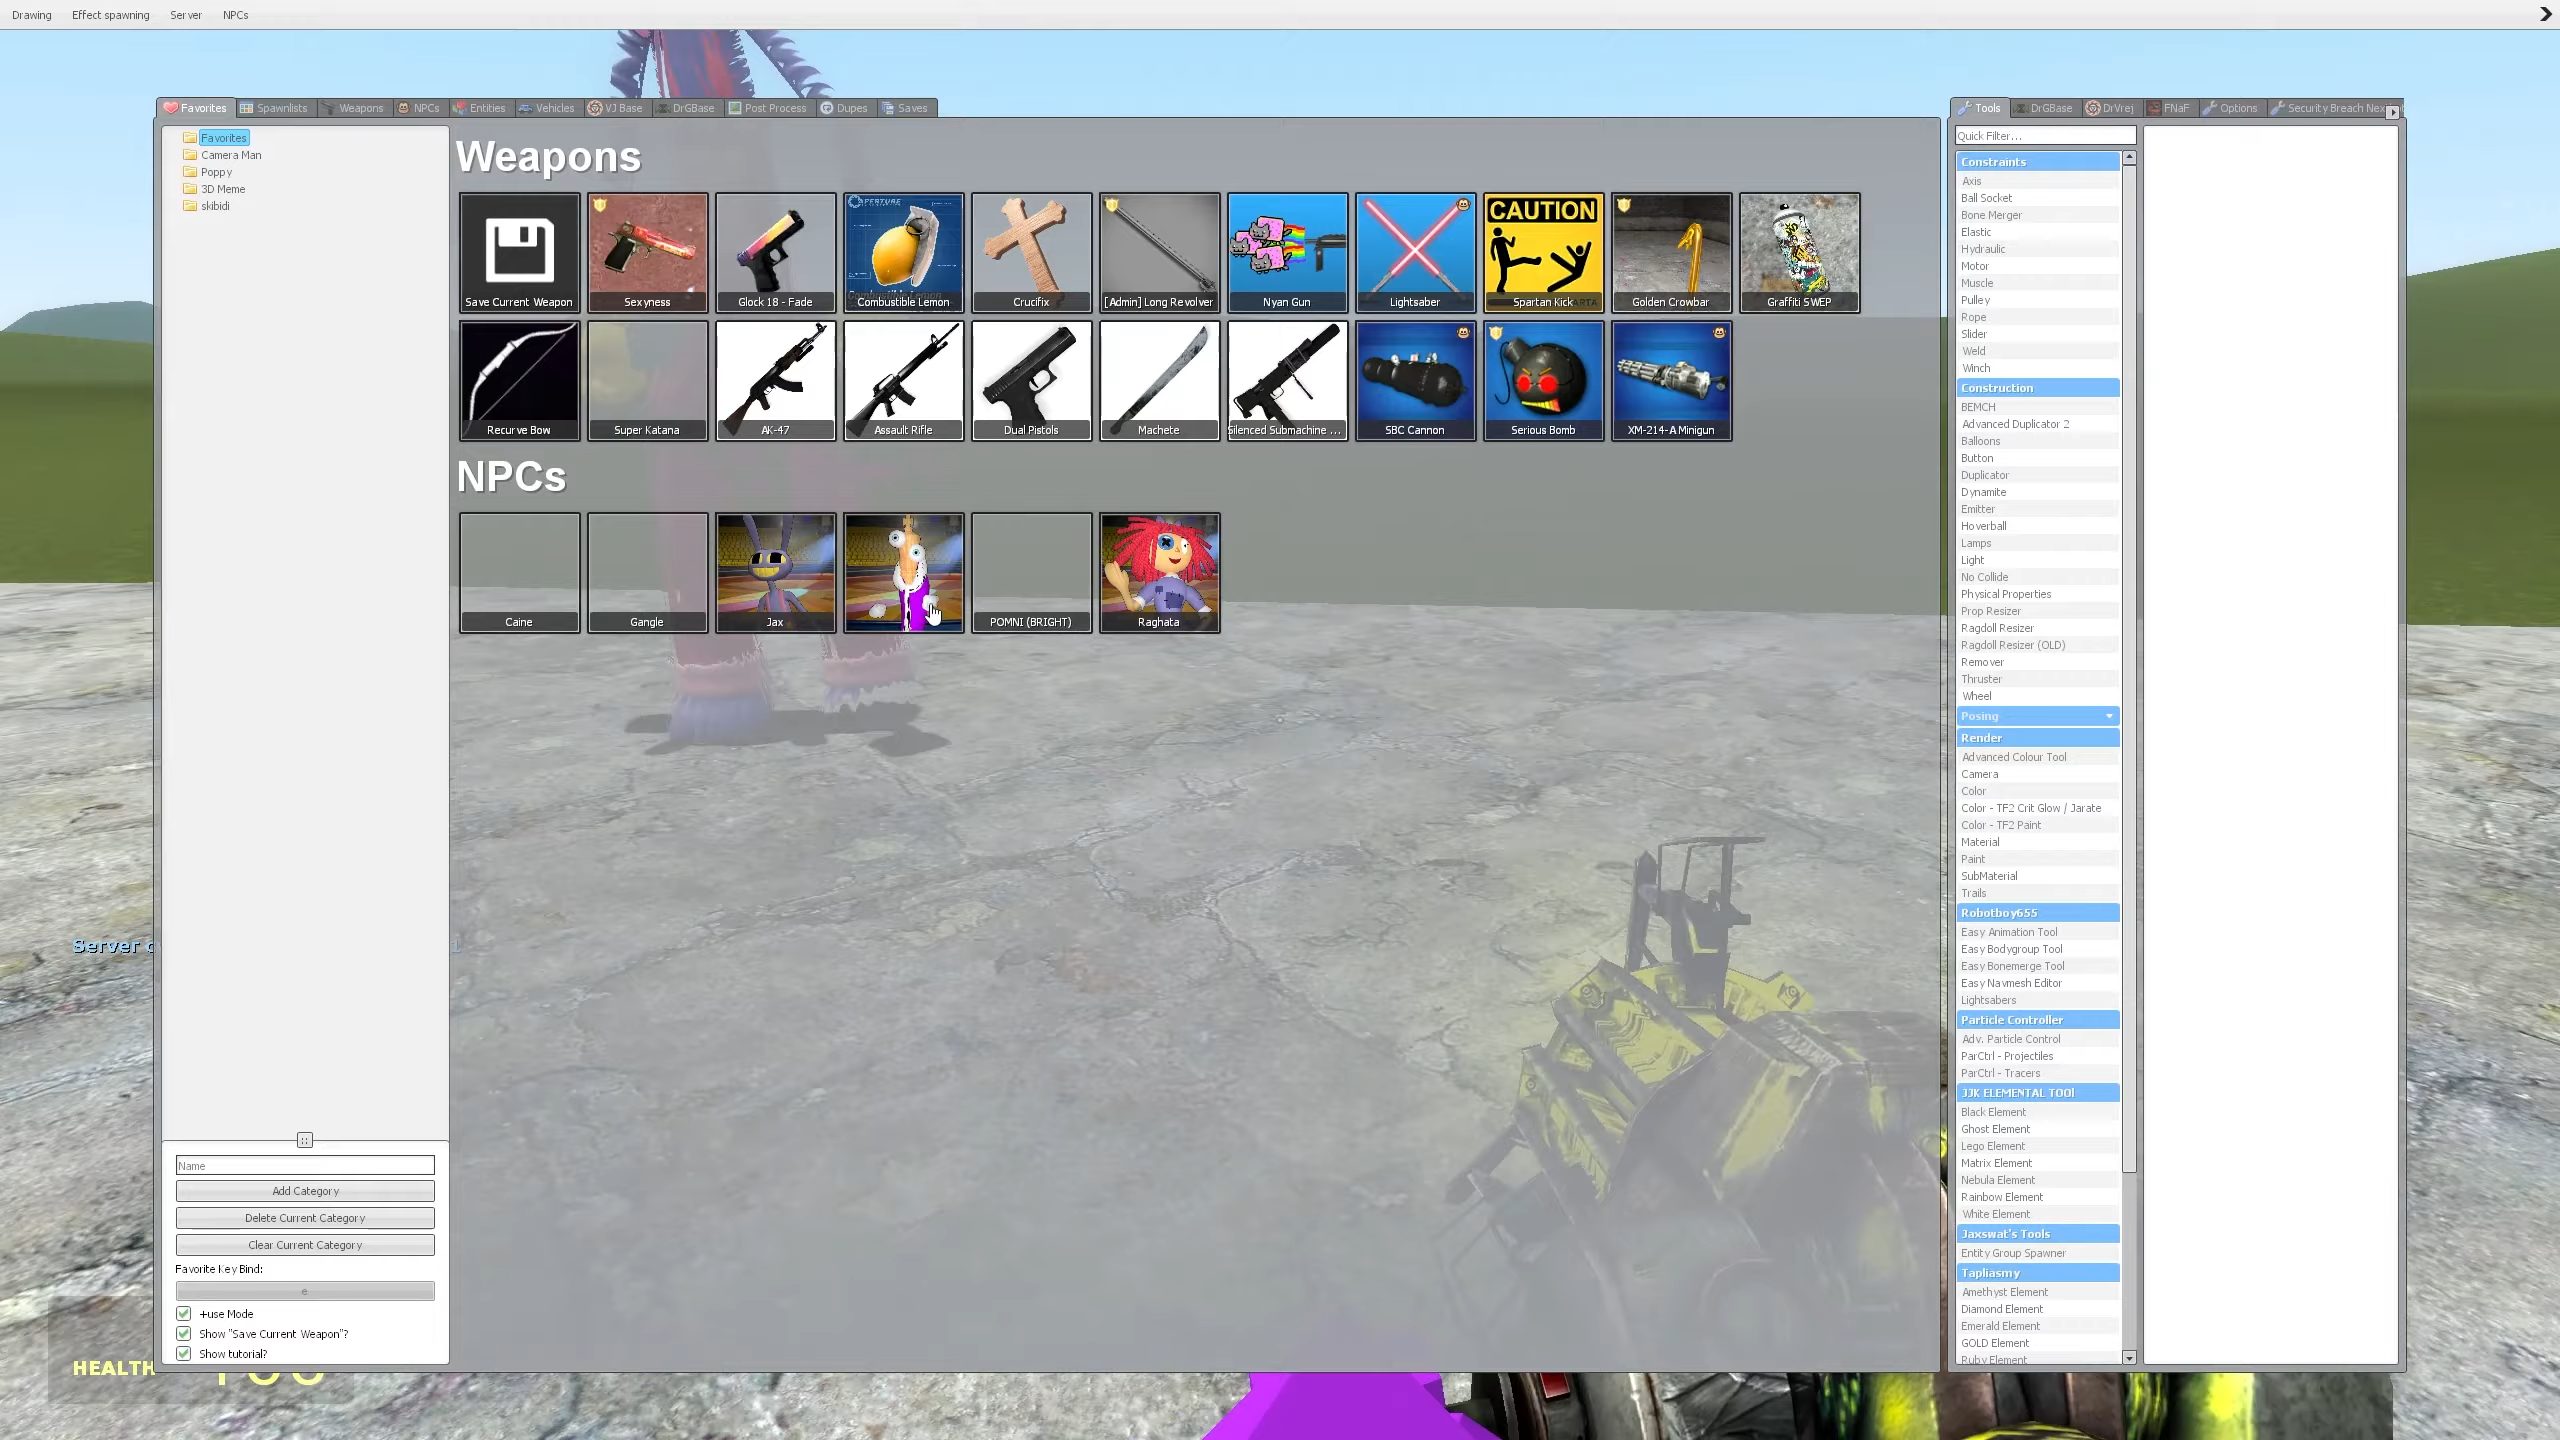 Drawing Effect spawning Server NPCs
Favorites Spawnlists Weapons NPCs Entities Vehicles VJ Base DrGBase Post Process Dupes Saves
Favorites
Camera Man
Poppy
3D Meme
skibidi
Weapons
Save Current Weapon
Sexyness
Glock 18 - Fade
APERTURE
Combustible Lemon
Crucifix
[Admin] Long Revolver
Nyan Gun
Lightsaber
CAUTION
Spartan Kick
Golden Crowbar
Graffiti SWEP
Recurve Bow
Super Katana
AK-47
Assault Rifle
Dual Pistols
Machete
Silenced Submachine ...
SBC Cannon
Serious Bomb
XM-214-A Minigun
NPCs
Caine
Gangle
Jax
POMNI (BRIGHT)
Raghata
Server
HEALTH
Name
Add Category
Delete Current Category
Clear Current Category
Favorite Key Bind:
e
+use Mode
Show "Save Current Weapon"?
Show tutorial?
Tools DrGBase DrVrej FNaF Options Security Breach Nex
Quick Filter...
Constraints
Axis
Ball Socket
Bone Merger
Elastic
Hydraulic
Motor
Muscle
Pulley
Rope
Slider
Weld
Winch
Construction
BEMCH
Advanced Duplicator 2
Balloons
Button
Duplicator
Dynamite
Emitter
Hoverball
Lamps
Light
No Collide
Physical Properties
Prop Resizer
Ragdoll Resizer
Ragdoll Resizer (OLD)
Remover
Thruster
Wheel
Posing
Render
Advanced Colour Tool
Camera
Color
Color - TF2 Crit Glow / Jarate
Color - TF2 Paint
Material
Paint
SubMaterial
Trails
Robotboy655
Easy Animation Tool
Easy Bodygroup Tool
Easy Bonemerge Tool
Easy Navmesh Editor
Lightsabers
Particle Controller
Adv. Particle Control
ParCtrl - Projectiles
ParCtrl - Tracers
JJK ELEMENTAL TOOl
Black Element
Ghost Element
Lego Element
Matrix Element
Nebula Element
Rainbow Element
White Element
Jaxswat's Tools
Entity Group Spawner
Tapliasmy
Amethyst Element
Diamond Element
Emerald Element
GOLD Element
Ruby Element